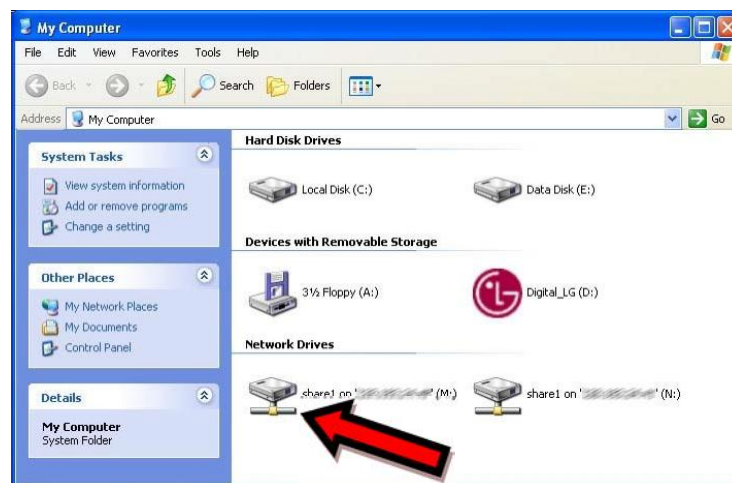 My Computer
File Edit View Favorites Tools Help
Back Search Folders
Address My Computer Go
System Tasks
View system information
Add or remove programs
Change a setting
Other Places
My Network Places
My Documents
Control Panel
Details
My Computer
System Folder
Hard Disk Drives
Local Disk (C:) Data Disk (E:)
Devices with Removable Storage
3½ Floppy (A:) Digital_LG (D:)
Network Drives
share1 on ' ' (M:) share1 on ' ' (N:)